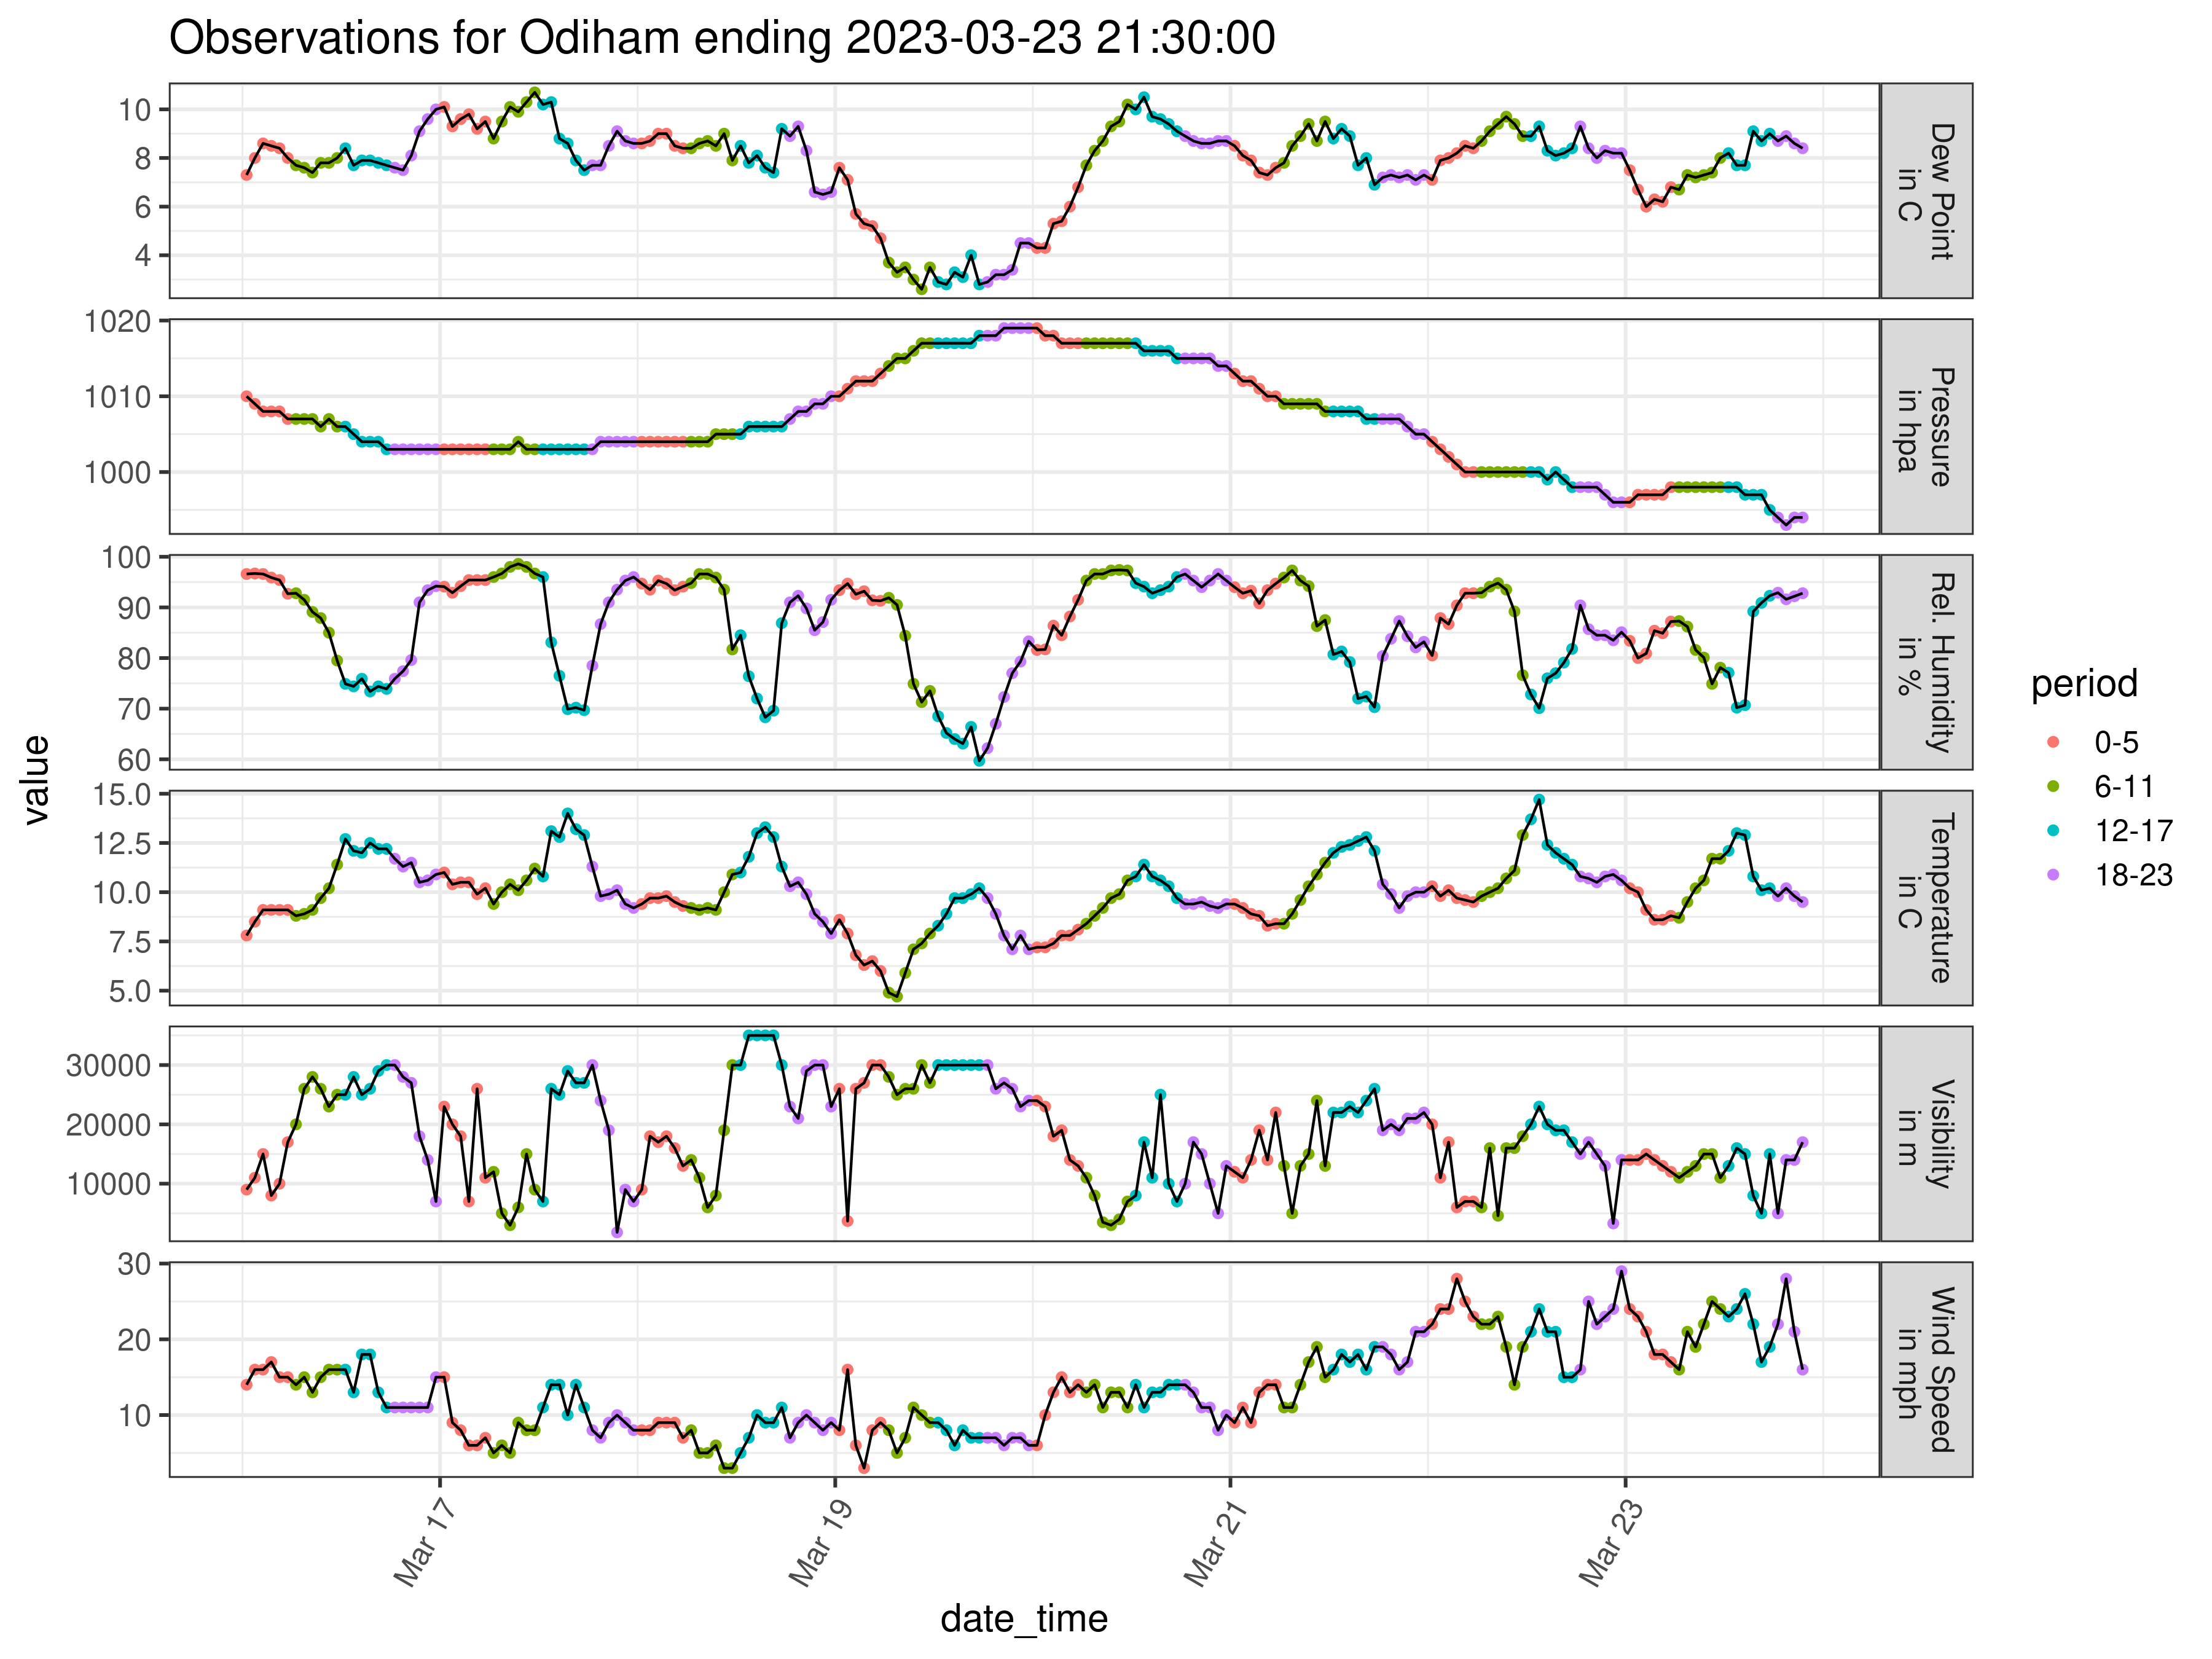 Observations for Odiham ending 2023-03-23 21:30:00
10
8
6
4
Dew Point
in C
1020
1010
1000
Pressure
in hpa
100
90
80
70
60
Rel. Humidity
in %
15.0
12.5
10.0
7.5
5.0
Temperature
in C
30000
20000
10000
Visibility
in m
30
20
10
Wind Speed
in mph
value
Mar 17
Mar 19
Mar 21
Mar 23
date_time
period
0-5
6-11
12-17
18-23